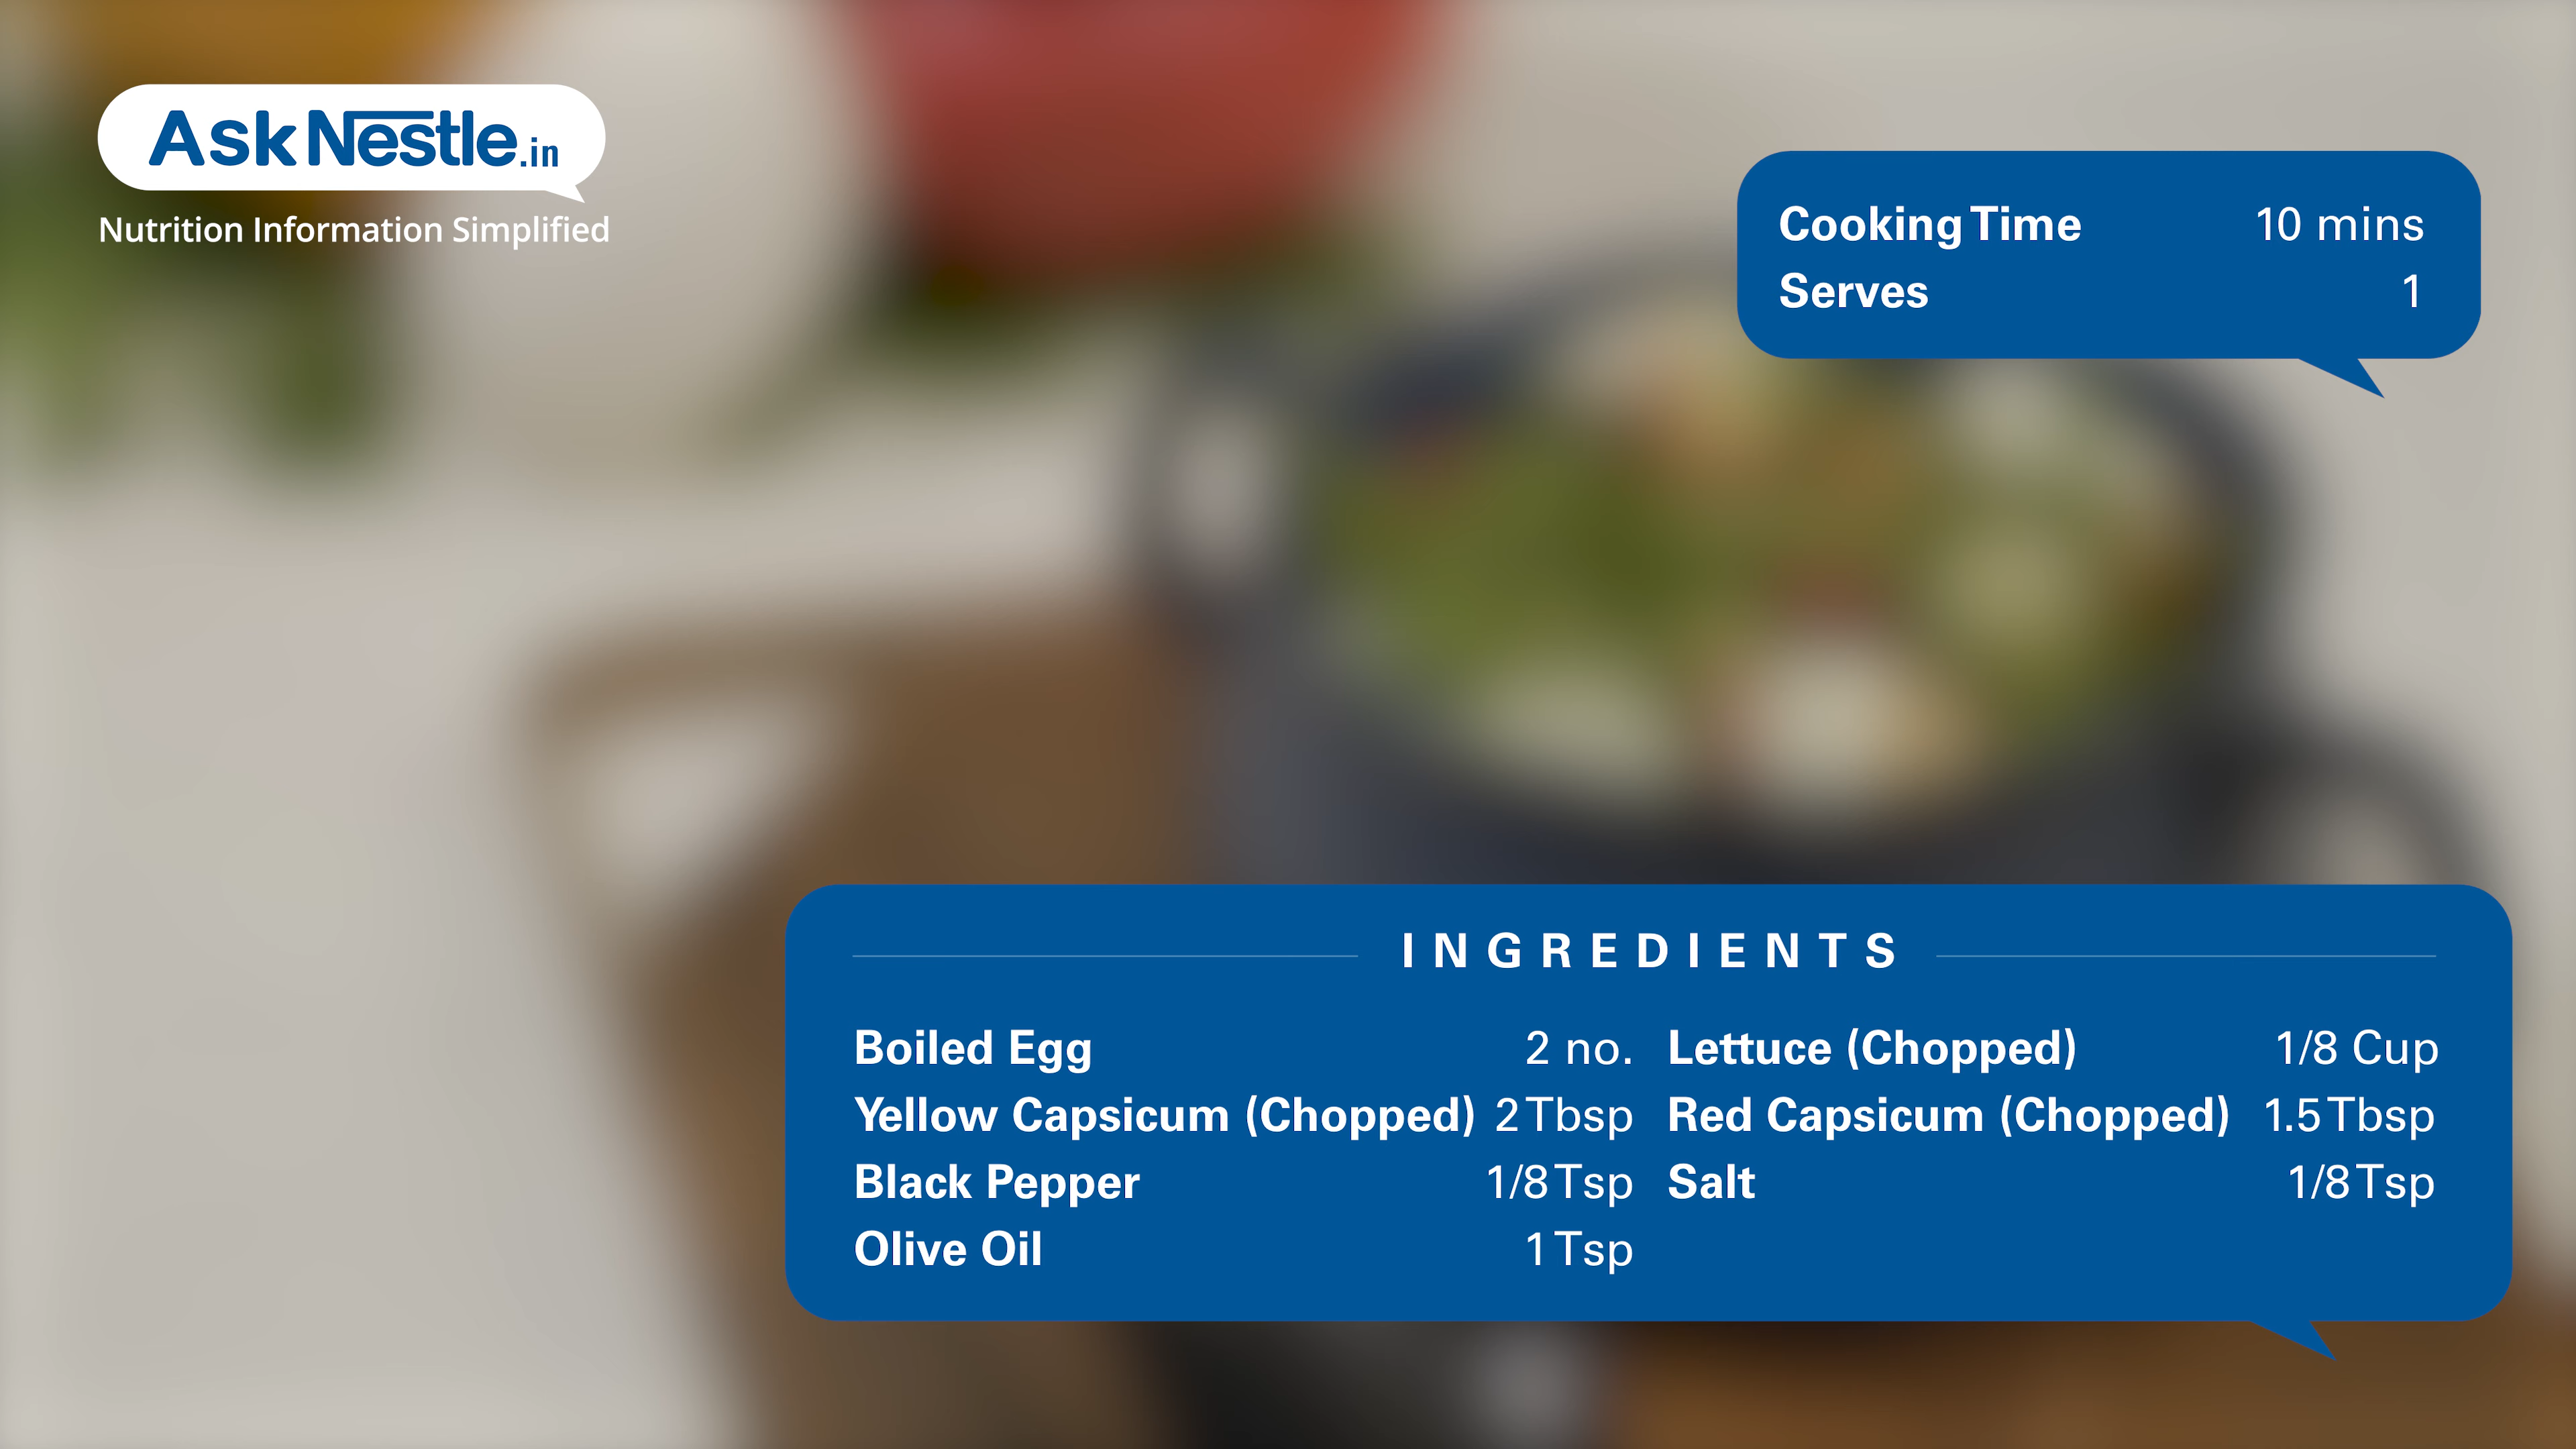 AskNestle.in
Nutrition Information Simplified
Cooking Time 10 mins
Serves 1
INGREDIENTS
Boiled Egg 2 no. Lettuce (Chopped) 1/8 Cup
Yellow Capsicum (Chopped) 2 Tbsp Red Capsicum (Chopped) 1.5 Tbsp
Black Pepper 1/8 Tsp Salt 1/8 Tsp
Olive Oil 1 Tsp